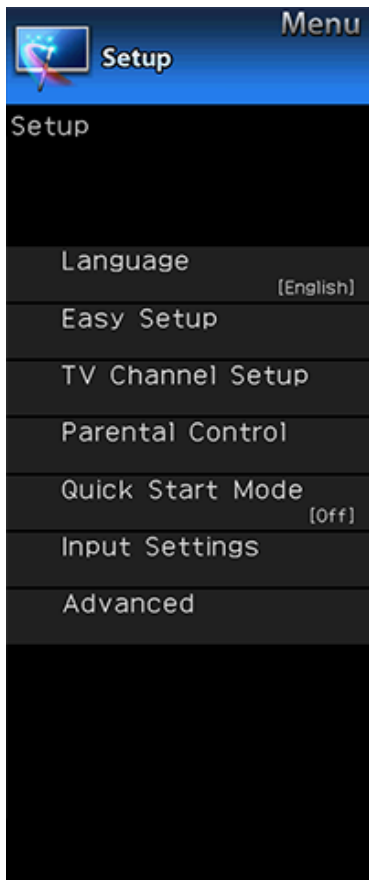 Menu
Setup
Setup
Language
[English]
Easy Setup
TV Channel Setup
Parental Control
Quick Start Mode
[Off]
Input Settings
Advanced